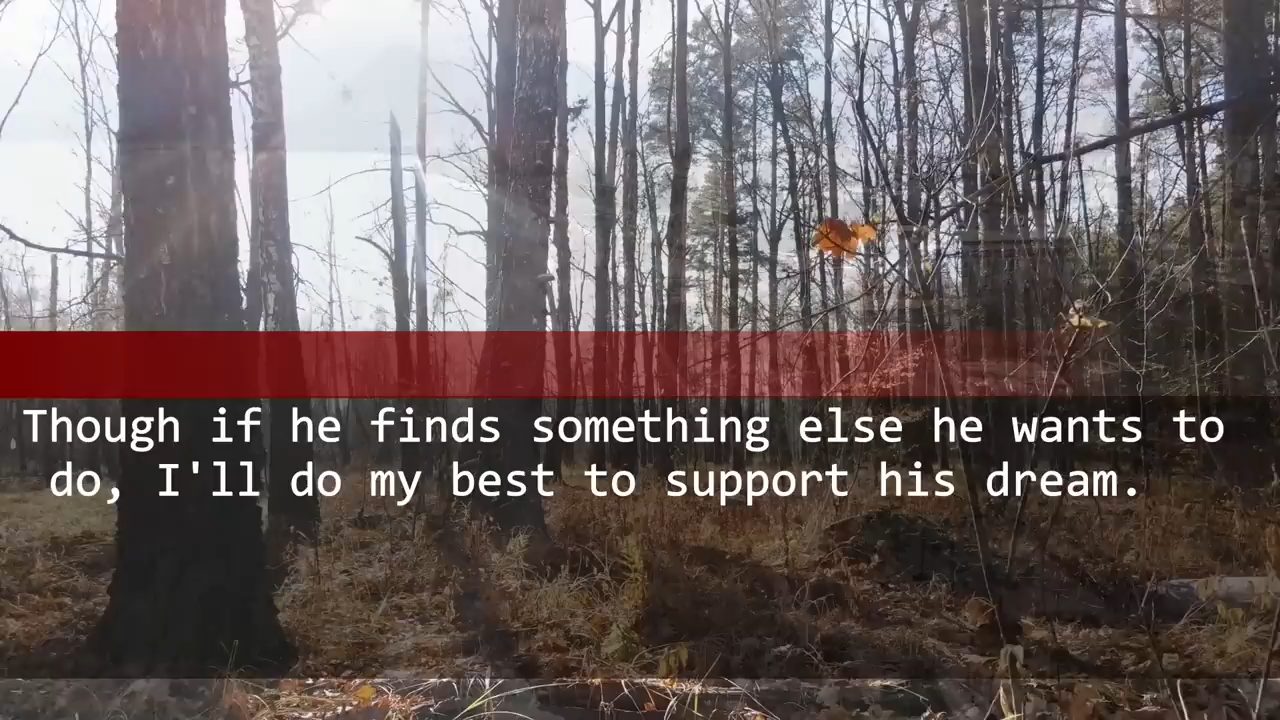 Though if he finds something else he wants to
do, I'll do my best to support his dream.